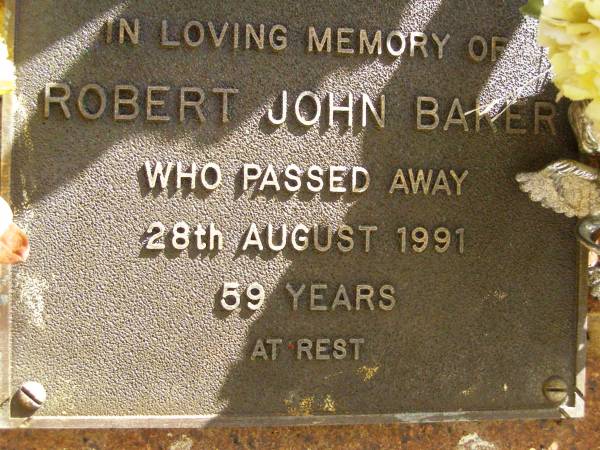 IN LOVING MEMORY OF
ROBERT JOHN BAKER
WHO PASSED AWAY
28th AUGUST 1991
59 YEARS
AT REST